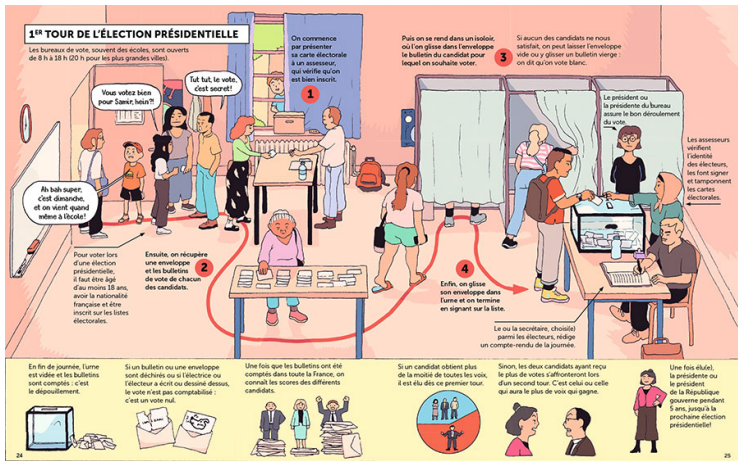 1ER TOUR DE L'ÉLECTION PRÉSIDENTIELLE
Les bureaux de vote, souvent des écoles, sont ouverts
de 8 h à 18 h (20 h pour les plus grandes villes).
Vous votez bien
pour Samir, hein?!
Tut tut, le vote,
c'est secret!
Ah bah super,
c'est dimanche,
et on vient quand
même à l'école!
On commence
par présenter
sa carte électorale
à un assesseur,
qui vérifie qu'on
est bien inscrit.
1
Pour voter lors
d'une élection
présidentielle,
il faut être âgé
d'au moins 18 ans,
avoir la nationalité
française et être
inscrit sur les listes
électorales.
Ensuite, on récupère
une enveloppe
et les bulletins
de vote de chacun
des candidats.
2
Puis on se rend dans un isoloir,
où l'on glisse dans l'enveloppe
le bulletin du candidat pour
lequel on souhaite voter.
3
Si aucun des candidats ne nous
satisfait, on peut laisser l'enveloppe
vide ou y glisser un bulletin vierge :
on dit qu'on vote blanc.
Le président ou
la présidente du bureau
assure le bon déroulement
du vote.
Les assesseurs
vérifient
l'identité
des électeurs,
les font signer
et tamponnent
les cartes
électorales.
4
Enfin, on glisse
son enveloppe dans
l'urne et on termine
en signant sur la liste.
Le ou la secrétaire, choisi(e)
parmi les électeurs, rédige
un compte-rendu de la journée.
En fin de journée, l'urne
est vidée et les bulletins
sont comptés : c'est
le dépouillement.
Si un bulletin ou une enveloppe
sont déchirés ou si l'électrice ou
l'électeur a écrit ou dessiné dessus,
le vote n'est pas comptabilisé :
c'est un vote nul.
Une fois que les bulletins ont été
comptés dans toute la France, on
connaît les scores des différents
candidats.
Si un candidat obtient plus
de la moitié de toutes les voix,
il est élu dès ce premier tour.
Sinon, les deux candidats ayant reçu
le plus de votes s'affronteront lors
d'un second tour. C'est celui ou celle
qui aura le plus de voix qui gagne.
Une fois élu(e),
la présidente ou
le président
de la République
gouverne pendant
5 ans, jusqu'à la
prochaine élection
présidentielle!
24
25